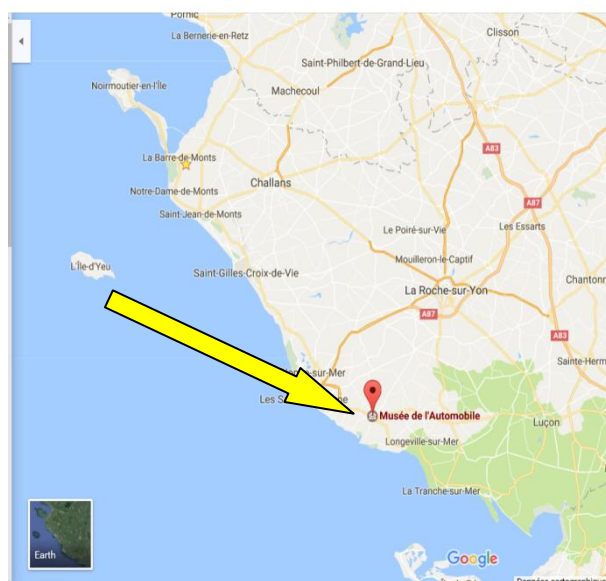 Pornic
La Bernerie-en-Retz
Clisson
Saint-Philbert-de-Grand-Lieu
Noirmoutier-en-l'Île
Machecoul
A83
La Barre-de-Monts
Challans
Notre-Dame-de-Monts
A87
Saint-Jean-de-Monts
Les Essarts
Le Poiré-sur-Vie
Mouilleron-le-Captif
L'Île-d'Yeu
Saint-Gilles-Croix-de-Vie
Chantonn
La Roche-sur-Yon
A87
A83
Sainte-Herm
sur-Mer
Les S
ne
Musée de l'Automobile
Luçon
Longeville-sur-Mer
La Tranche-sur-Mer
Earth
Google
Données cartographique